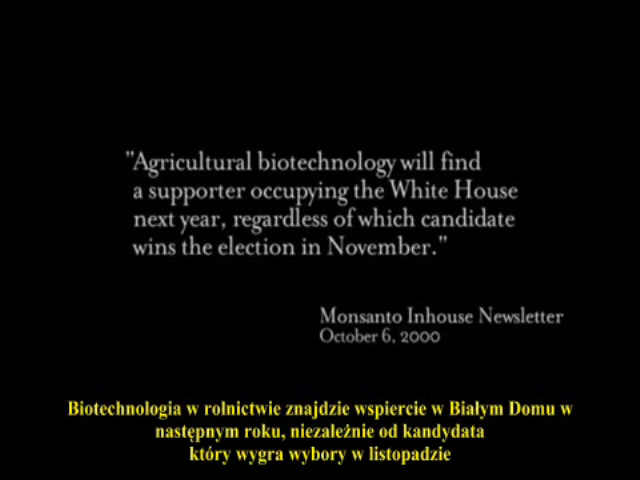 "Agricultural biotechnology will find
a supporter occupying the White House
next year, regardless of which candidate
wins the election in November."
Monsanto Inhouse Newsletter
October 6, 2000
Biotechnologia w rolnictwie znajdzie wspiercie w Białym Domu w
następnym roku, niezależnie od kandydata
który wygra wybory w listopadzie